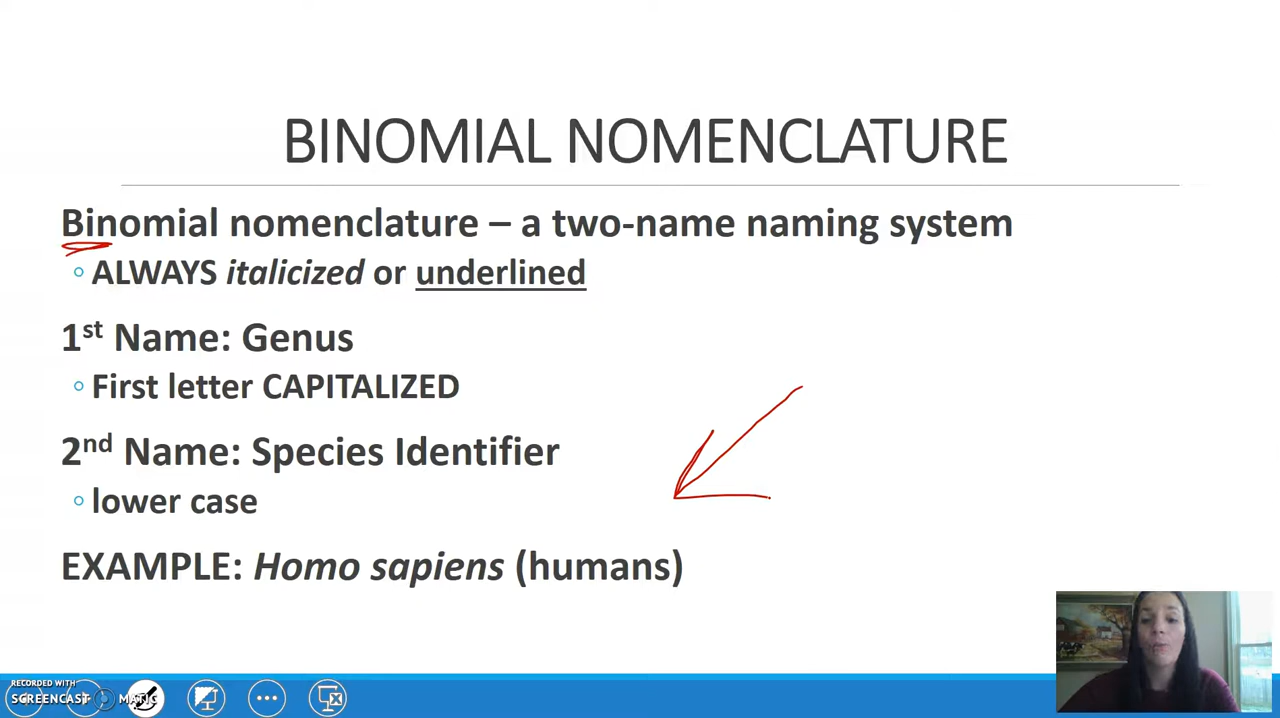 BINOMIAL NOMENCLATURE
Binomial nomenclature – a two-name naming system
◦ ALWAYS italicized or underlined
1st Name: Genus
◦ First letter CAPITALIZED
2nd Name: Species Identifier
◦ lower case
EXAMPLE: Homo sapiens (humans)
RECORDED WITH
SCREENCAST MATIC